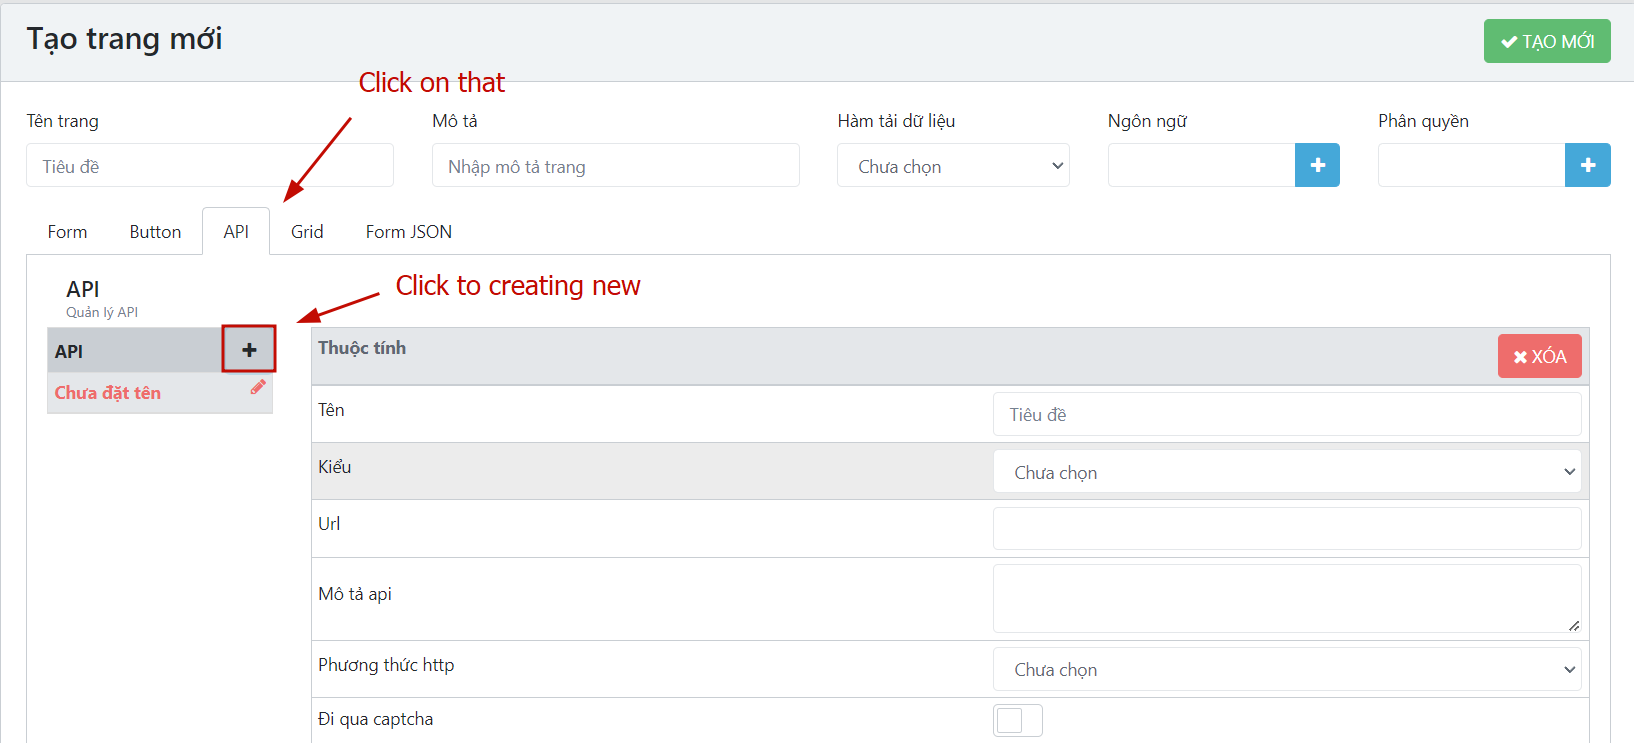 Tạo trang mới
TẠO MỚI
Click on that
Tên trang
Mô tả
Hàm tải dữ liệu
Ngôn ngữ
Phân quyền
Tiêu đề
Nhập mô tả trang
Chưa chọn
Form
Button
API
Grid
Form JSON
API
Quản lý API
Click to creating new
API
Chưa đặt tên
Thuộc tính
XÓA
Tên
Tiêu đề
Kiểu
Chưa chọn
Url
Mô tả api
Phương thức http
Chưa chọn
Đi qua captcha